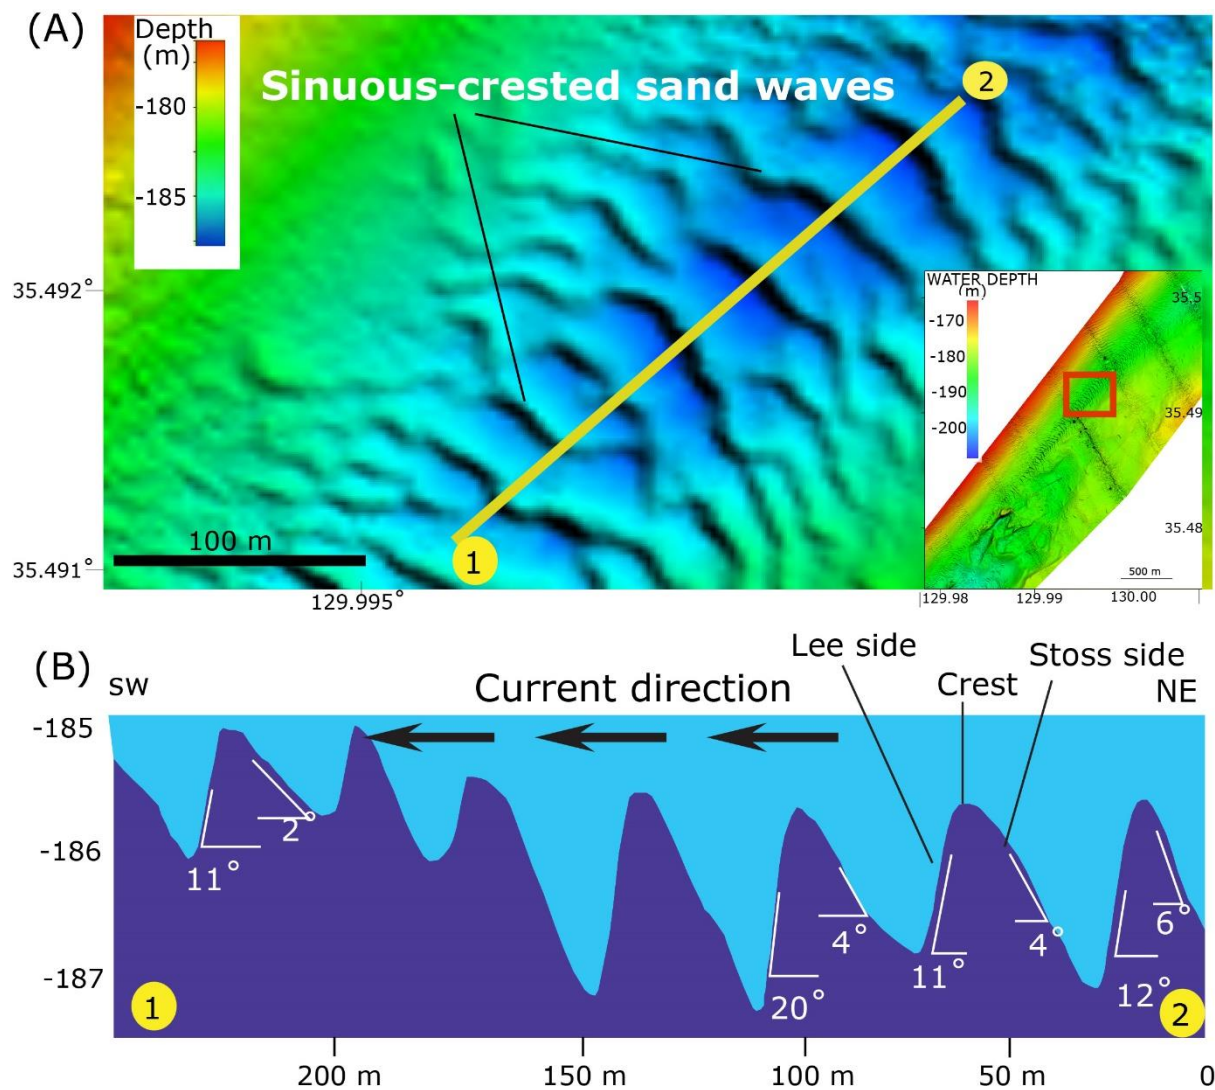 (A)
Depth
(m)
-180
-185
Sinuous-crested sand waves
2
35.492°
35.491°
100 m
1
129.995°
WATER DEPTH
(m)
-170
-180
-190
-200
35.5
35.49
35.48
500 m
129.98
129.99
130.00
(B)
SW
Current direction
Lee side
Crest
Stoss side
NE
-185
-186
-187
11°
2°
20°
4°
11°
4°
12°
6°
1
2
200 m
150 m
100 m
50 m
0